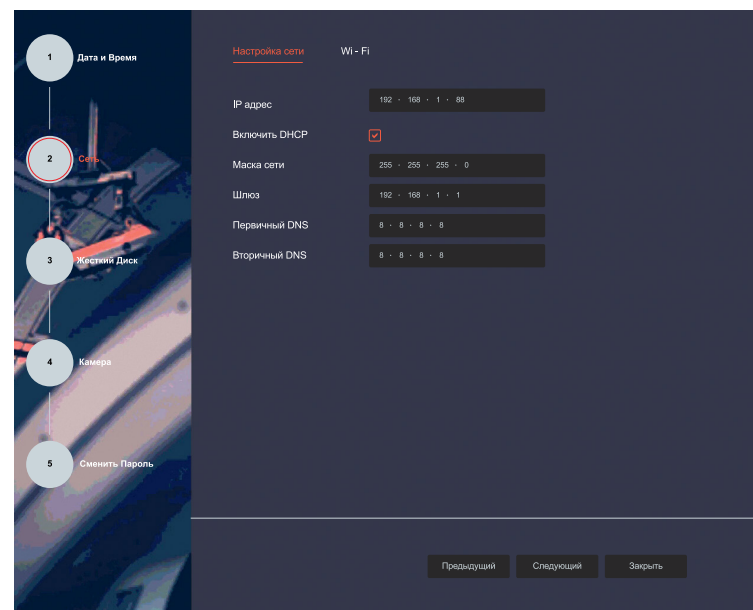 1 Дата и Время
2 Сеть
3 Жесткий Диск
4 Камера
5 Сменить Пароль
Настройка сети Wi - Fi
IP адрес 192 · 168 · 1 · 88
Включить DHCP
Маска сети 255 · 255 · 255 · 0
Шлюз 192 · 168 · 1 · 1
Первичный DNS 8 · 8 · 8 · 8
Вторичный DNS 8 · 8 · 8 · 8
Предыдущий Следующий Закрыть